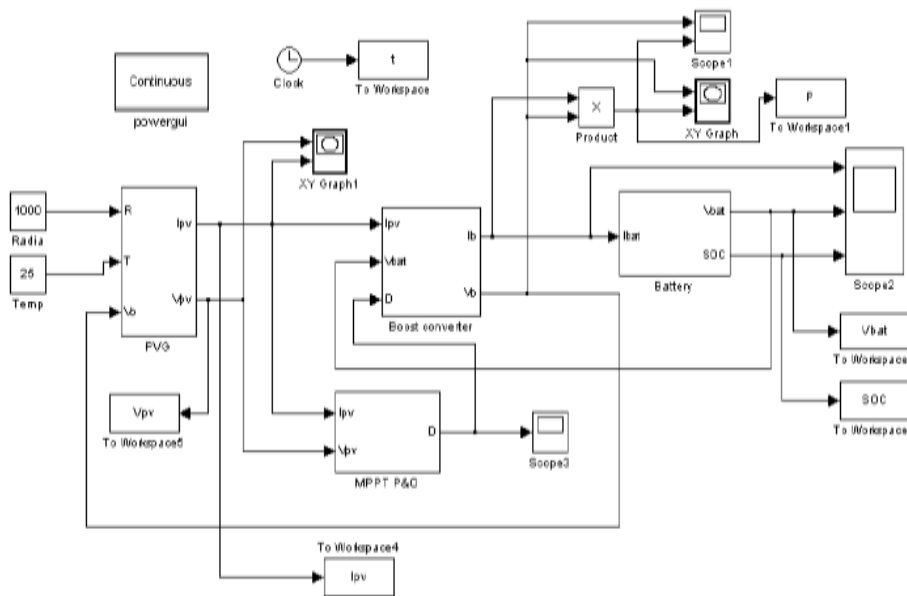 Continuous
powergui
Clock
t
To Workspace
Scope1
XY Graph
X
Product
P
To Workspace1
XY Graph1
1000
Radia
25
Temp
R
T
Vb
Ipv
Vpv
PVG
Ipv
Vbat
D
Ib
Vb
Boost converter
Ibat
Vbat
SOC
Battery
Scope2
Vbat
To Workspace
SOC
To Workspace
Vpv
To Workspace5
Ipv
Vpv
D
MPPT P&O
Scope3
To Workspace4
Ipv